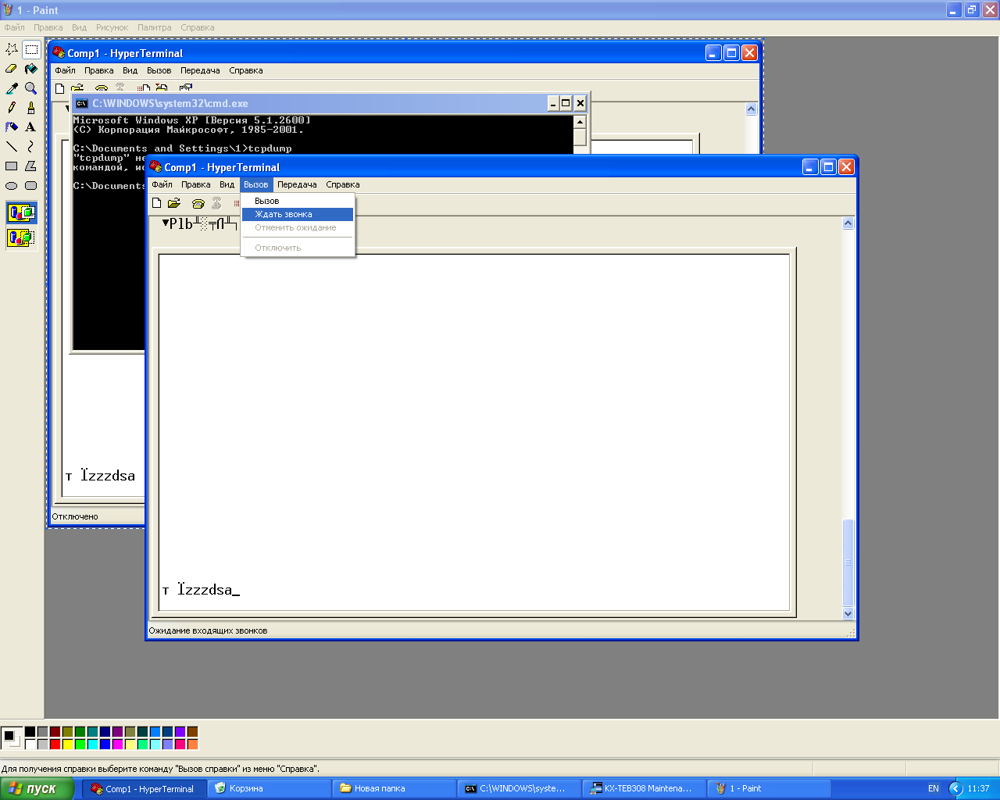 1 - Paint
Файл Правка Вид Рисунок Палитра Справка
Comp1 - HyperTerminal
Файл Правка Вид Вызов Передача Справка
C:\WINDOWS\system32\cmd.exe
Microsoft Windows XP [Версия 5.1.2600]
(С) Корпорация Майкрософт, 1985-2001.
C:\Documents and Settings\1>tcpdump
"tcpdump" не
командой, ис
C:\Documents
т Їzzzdsa
Отключено
Comp1 - HyperTerminal
Файл Правка Вид Вызов Передача Справка
Вызов
Ждать звонка
Отменить ожидание
Отключить
▼Plb╨░╤
т Їzzzdsa_
Ожидание входящих звонков
Для получения справки выберите команду "Вызов справки" из меню "Справка".
пуск
Comp1 - HyperTerminal
Корзина
Новая папка
C:\WINDOWS\syste...
KX-TEB308 Maintena...
1 - Paint
EN
11:37